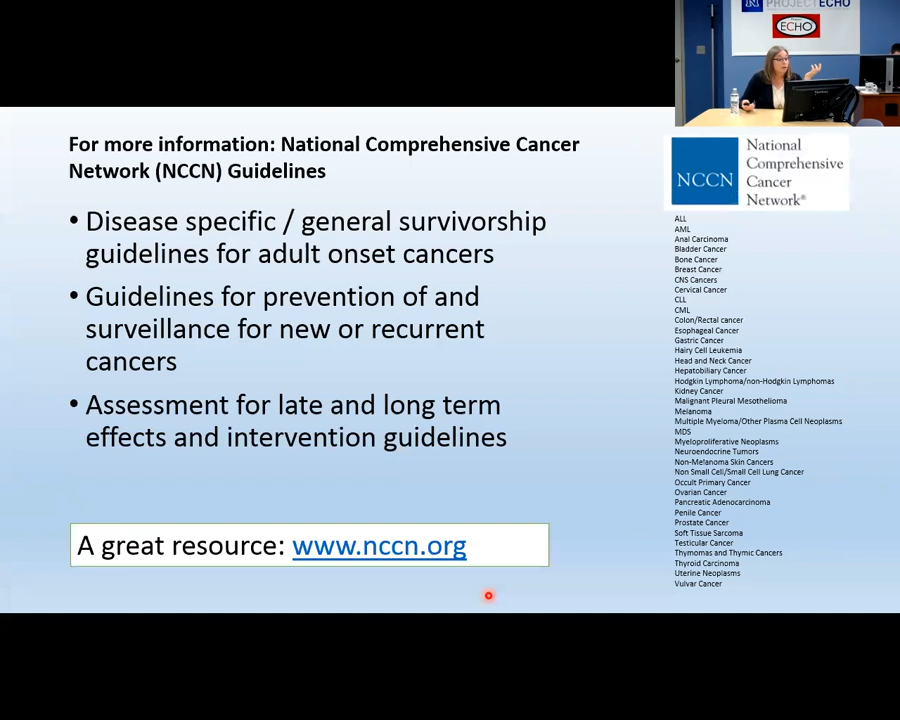 PROJECT ECHO
ECHO
For more information: National Comprehensive Cancer
Network (NCCN) Guidelines
• Disease specific / general survivorship
guidelines for adult onset cancers
• Guidelines for prevention of and
surveillance for new or recurrent
cancers
• Assessment for late and long term
effects and intervention guidelines
A great resource: www.nccn.org
NCCN
National
Comprehensive
Cancer
Network®
ALL
AML
Anal Carcinoma
Bladder Cancer
Bone Cancer
Breast Cancer
CNS Cancers
Cervical Cancer
CLL
CML
Colon/Rectal cancer
Esophageal Cancer
Gastric Cancer
Hairy Cell Leukemia
Head and Neck Cancer
Hepatobiliary Cancer
Hodgkin Lymphoma/non-Hodgkin Lymphomas
Kidney Cancer
Malignant Pleural Mesothelioma
Melanoma
Multiple Myeloma/Other Plasma Cell Neoplasms
MDS
Myeloproliferative Neoplasms
Neuroendocrine Tumors
Non-Melanoma Skin Cancers
Non Small Cell/Small Cell Lung Cancer
Occult Primary Cancer
Ovarian Cancer
Pancreatic Adenocarcinoma
Penile Cancer
Prostate Cancer
Soft Tissue Sarcoma
Testicular Cancer
Thymomas and Thymic Cancers
Thyroid Carcinoma
Uterine Neoplasms
Vulvar Cancer